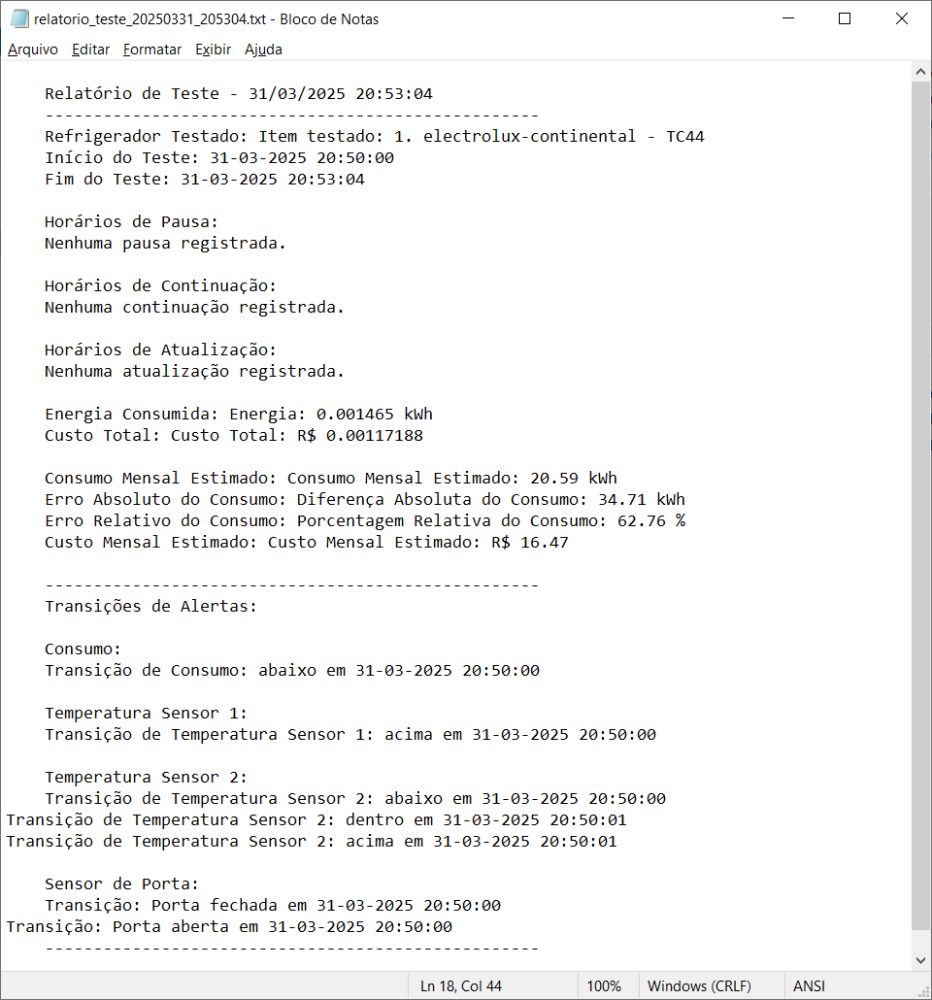 relatorio_teste_20250331_205304.txt - Bloco de Notas
Arquivo Editar Formatar Exibir Ajuda
Relatório de Teste - 31/03/2025 20:53:04
---------------------------------------------------
Refrigerador Testado: Item testado: 1. electrolux-continental - TC44
Início do Teste: 31-03-2025 20:50:00
Fim do Teste: 31-03-2025 20:53:04
Horários de Pausa:
Nenhuma pausa registrada.
Horários de Continuação:
Nenhuma continuação registrada.
Horários de Atualização:
Nenhuma atualização registrada.
Energia Consumida: Energia: 0.001465 kWh
Custo Total: Custo Total: R$ 0.00117188
Consumo Mensal Estimado: Consumo Mensal Estimado: 20.59 kWh
Erro Absoluto do Consumo: Diferença Absoluta do Consumo: 34.71 kWh
Erro Relativo do Consumo: Porcentagem Relativa do Consumo: 62.76 %
Custo Mensal Estimado: Custo Mensal Estimado: R$ 16.47
---------------------------------------------------
Transições de Alertas:
Consumo:
Transição de Consumo: abaixo em 31-03-2025 20:50:00
Temperatura Sensor 1:
Transição de Temperatura Sensor 1: acima em 31-03-2025 20:50:00
Temperatura Sensor 2:
Transição de Temperatura Sensor 2: abaixo em 31-03-2025 20:50:00
Transição de Temperatura Sensor 2: dentro em 31-03-2025 20:50:01
Transição de Temperatura Sensor 2: acima em 31-03-2025 20:50:01
Sensor de Porta:
Transição: Porta fechada em 31-03-2025 20:50:00
Transição: Porta aberta em 31-03-2025 20:50:00
---------------------------------------------------
Ln 18, Col 44 100% Windows (CRLF) ANSI